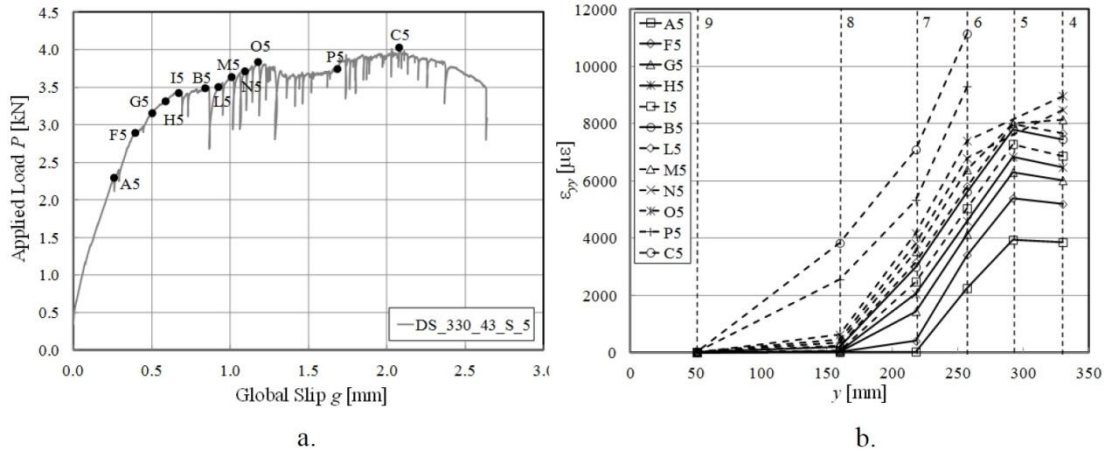 4.5
4.0
3.5
3.0
2.5
2.0
1.5
1.0
0.5
0.0
Applied Load P [kN]
C5
O5
M5
P5
I5
B5
N5
G5
L5
H5
F5
A5
DS_330_43_S_5
0.0 0.5 1.0 1.5 2.0 2.5 3.0
Global Slip g [mm]
a.
12000
10000
8000
6000
4000
2000
0
εyy [με]
A5
F5
G5
H5
I5
B5
L5
M5
N5
O5
P5
C5
9 8 7 6 5 4
0 50 100 150 200 250 300 350
y [mm]
b.